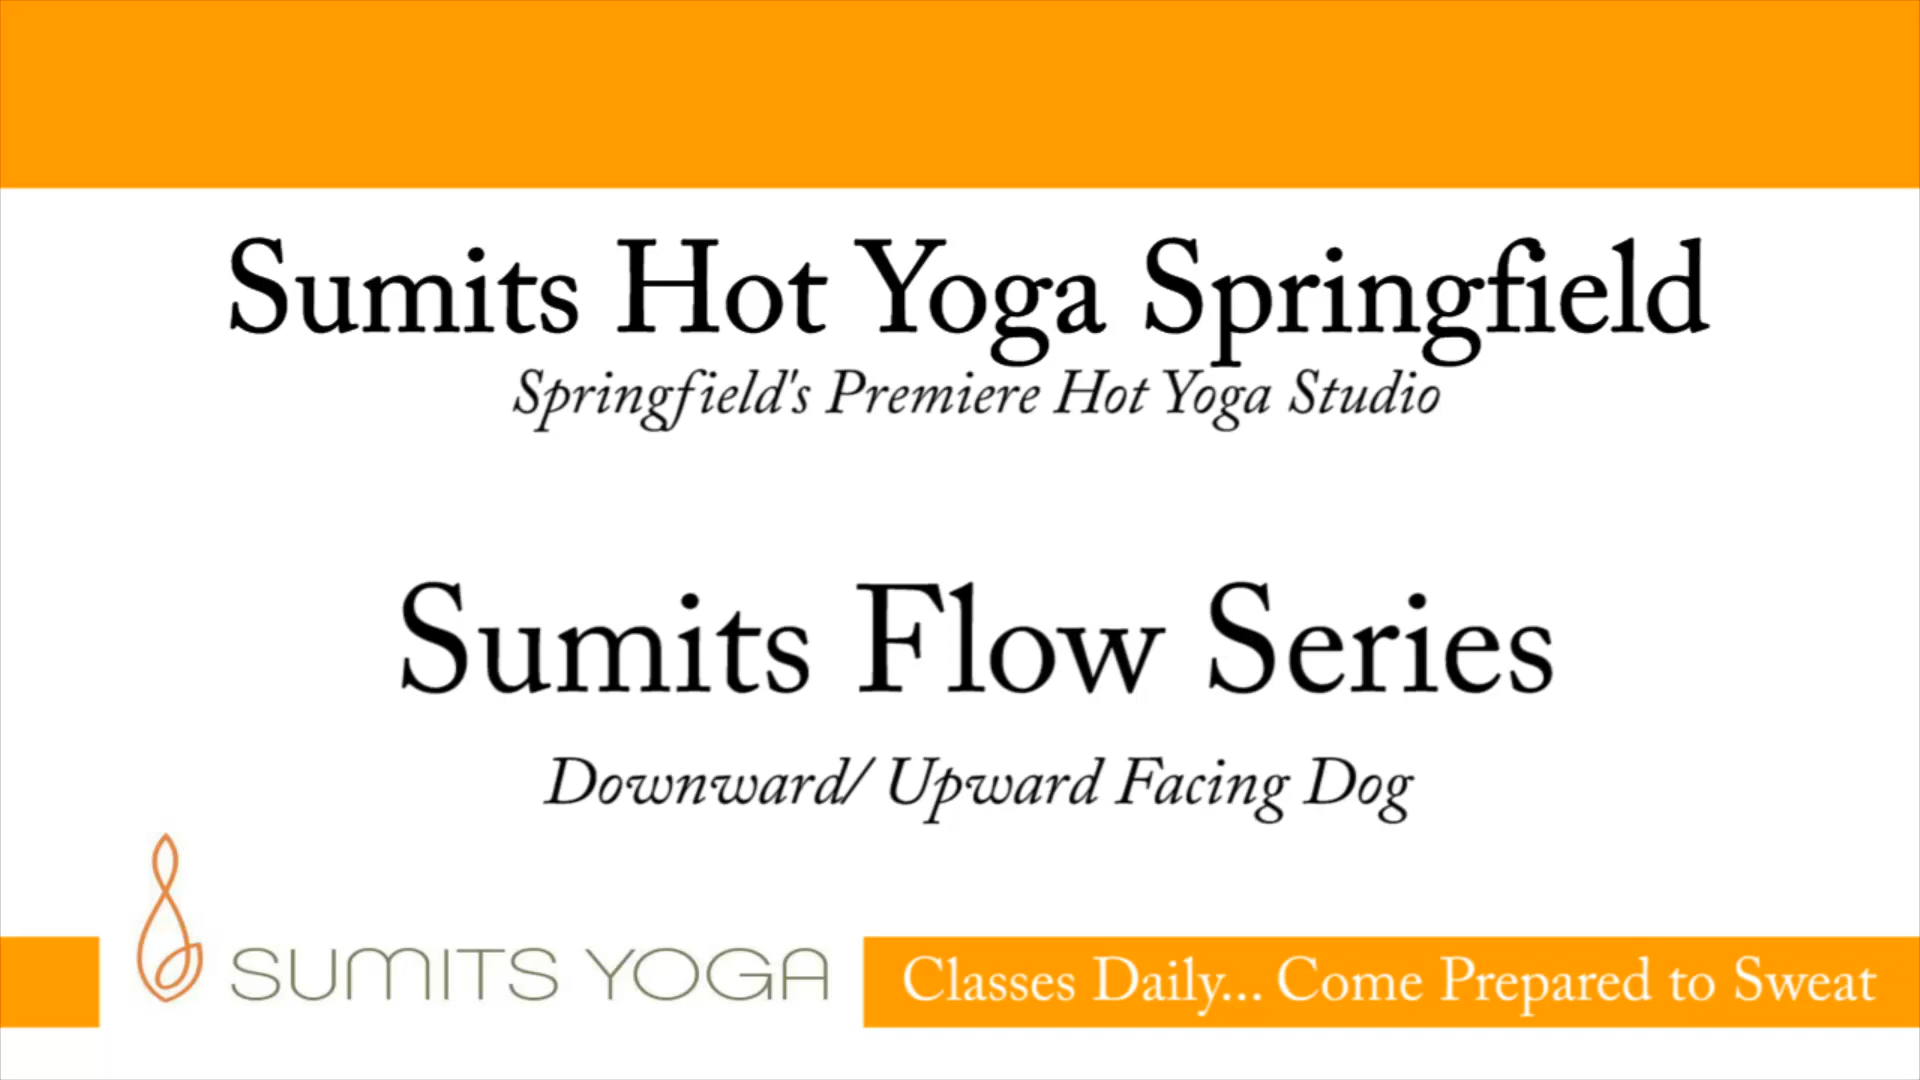 Sumits Hot Yoga Springfield
Springfield's Premiere Hot Yoga Studio
Sumits Flow Series
Downward/ Upward Facing Dog
SUMITS YOGA
Classes Daily... Come Prepared to Sweat